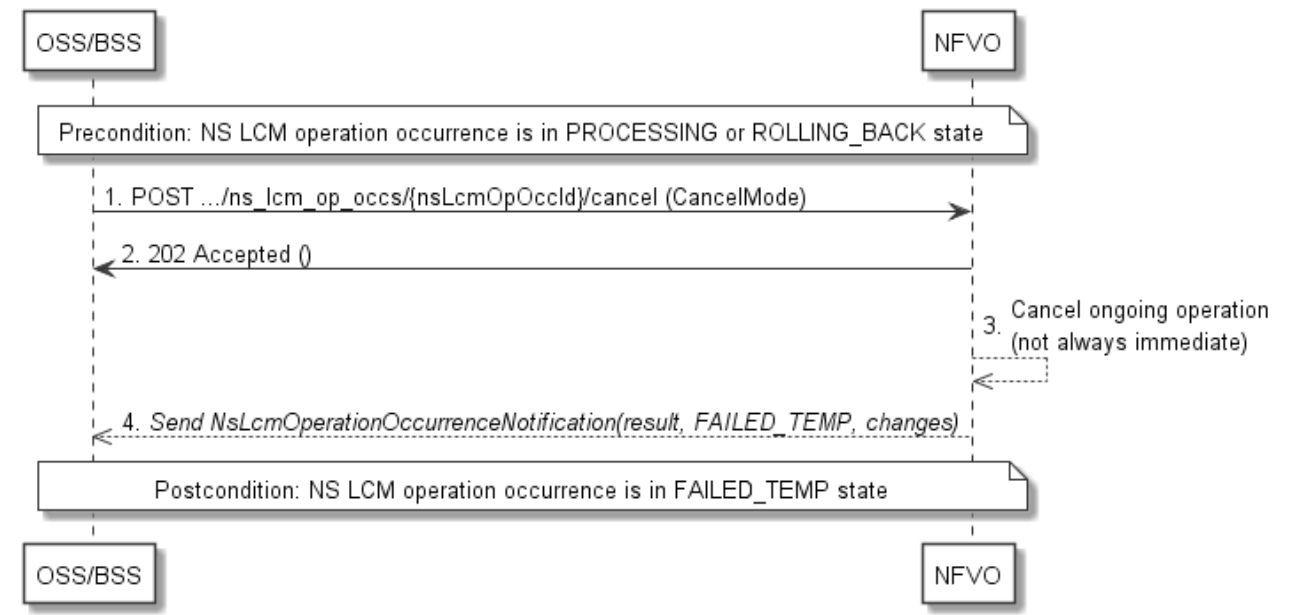 OSS/BSS
NFVO
Precondition: NS LCM operation occurrence is in PROCESSING or ROLLING_BACK state
1. POST .../ns_lcm_op_occs/{nsLcmOpOccId}/cancel (CancelMode)
2. 202 Accepted ()
3. Cancel ongoing operation
(not always immediate)
4. Send NsLcmOperationOccurrenceNotification(result, FAILED_TEMP, changes)
Postcondition: NS LCM operation occurrence is in FAILED_TEMP state
OSS/BSS
NFVO